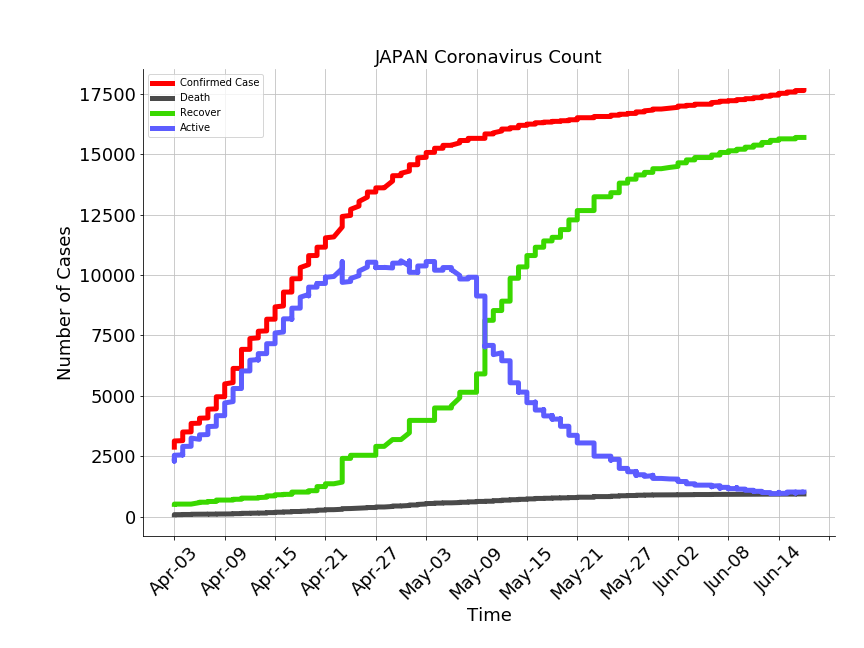 JAPAN Coronavirus Count
Confirmed Case
Death
Recover
Active
Number of Cases
17500
15000
12500
10000
7500
5000
2500
0
Apr-03
Apr-09
Apr-15
Apr-21
Apr-27
May-03
May-09
May-15
May-21
May-27
Jun-02
Jun-08
Jun-14
Time